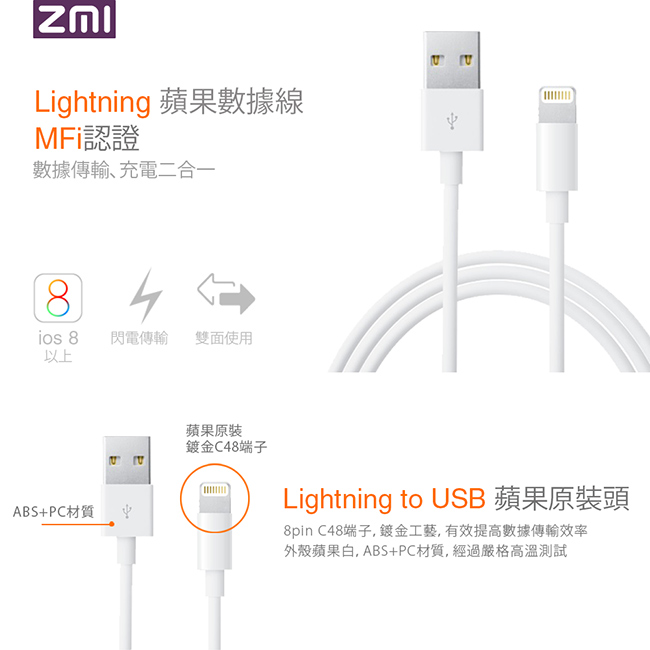 ZMI
Lightning 蘋果數據線
MFi認證
數據傳輸、充電二合一
ios 8
以上
閃電傳輸
雙面使用
蘋果原裝
鍍金C48端子
ABS+PC材質
Lightning to USB 蘋果原裝頭
8pin C48端子, 鍍金工藝, 有效提高數據傳輸效率
外殼蘋果白, ABS+PC材質, 經過嚴格高溫測試